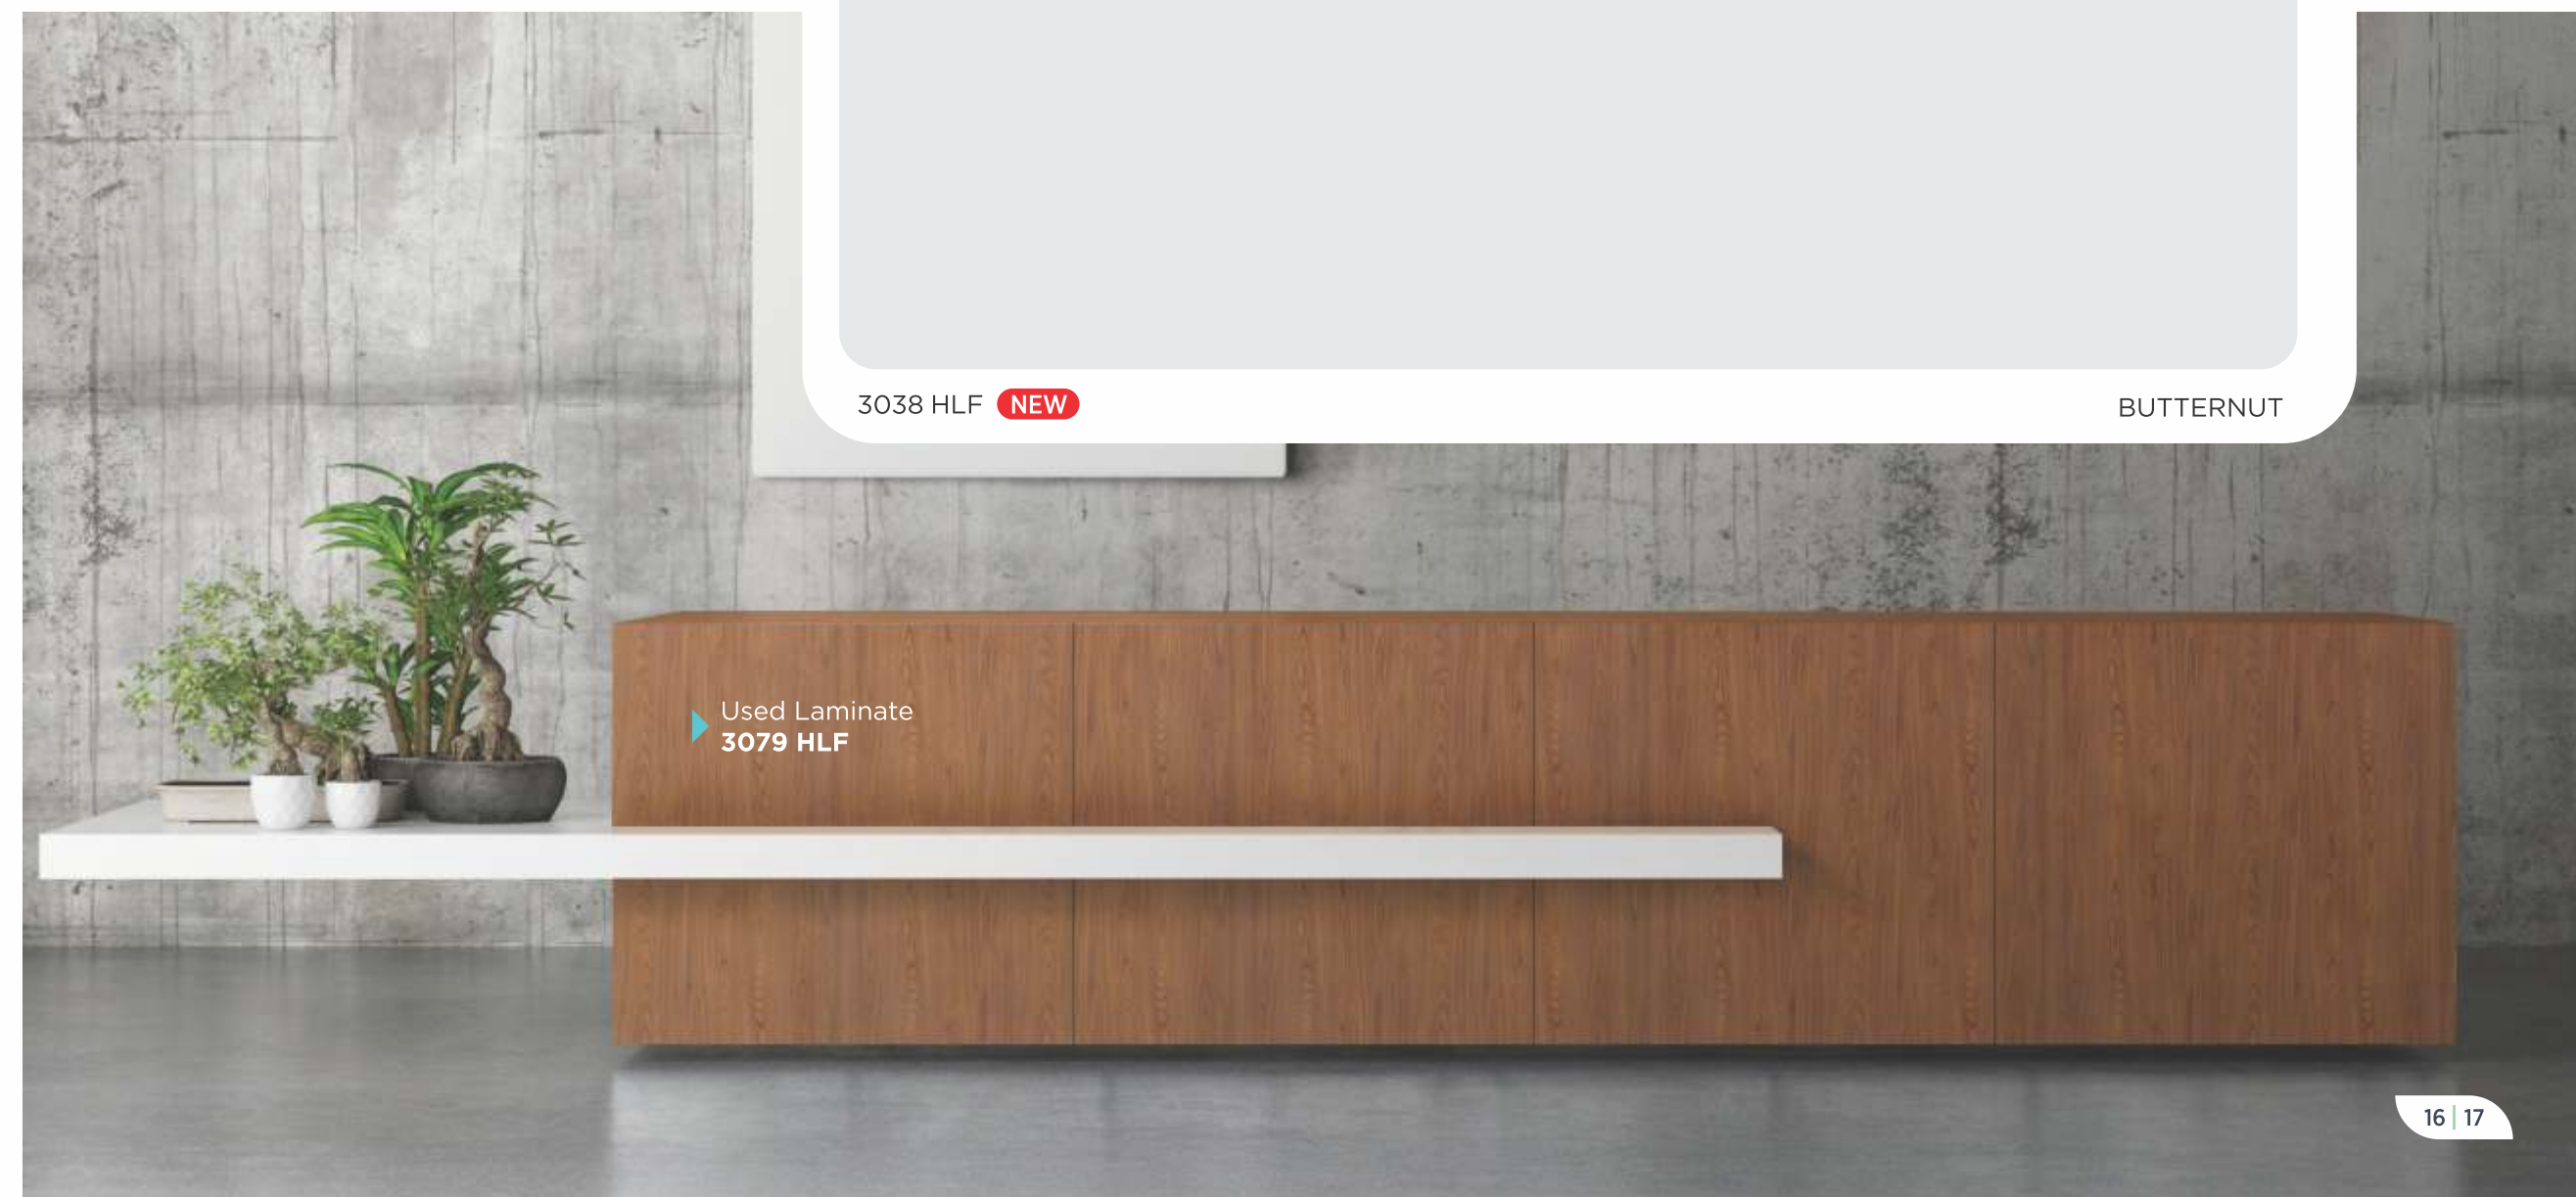 3038 HLF NEW
BUTTERNUT
Used Laminate
3079 HLF
16 | 17